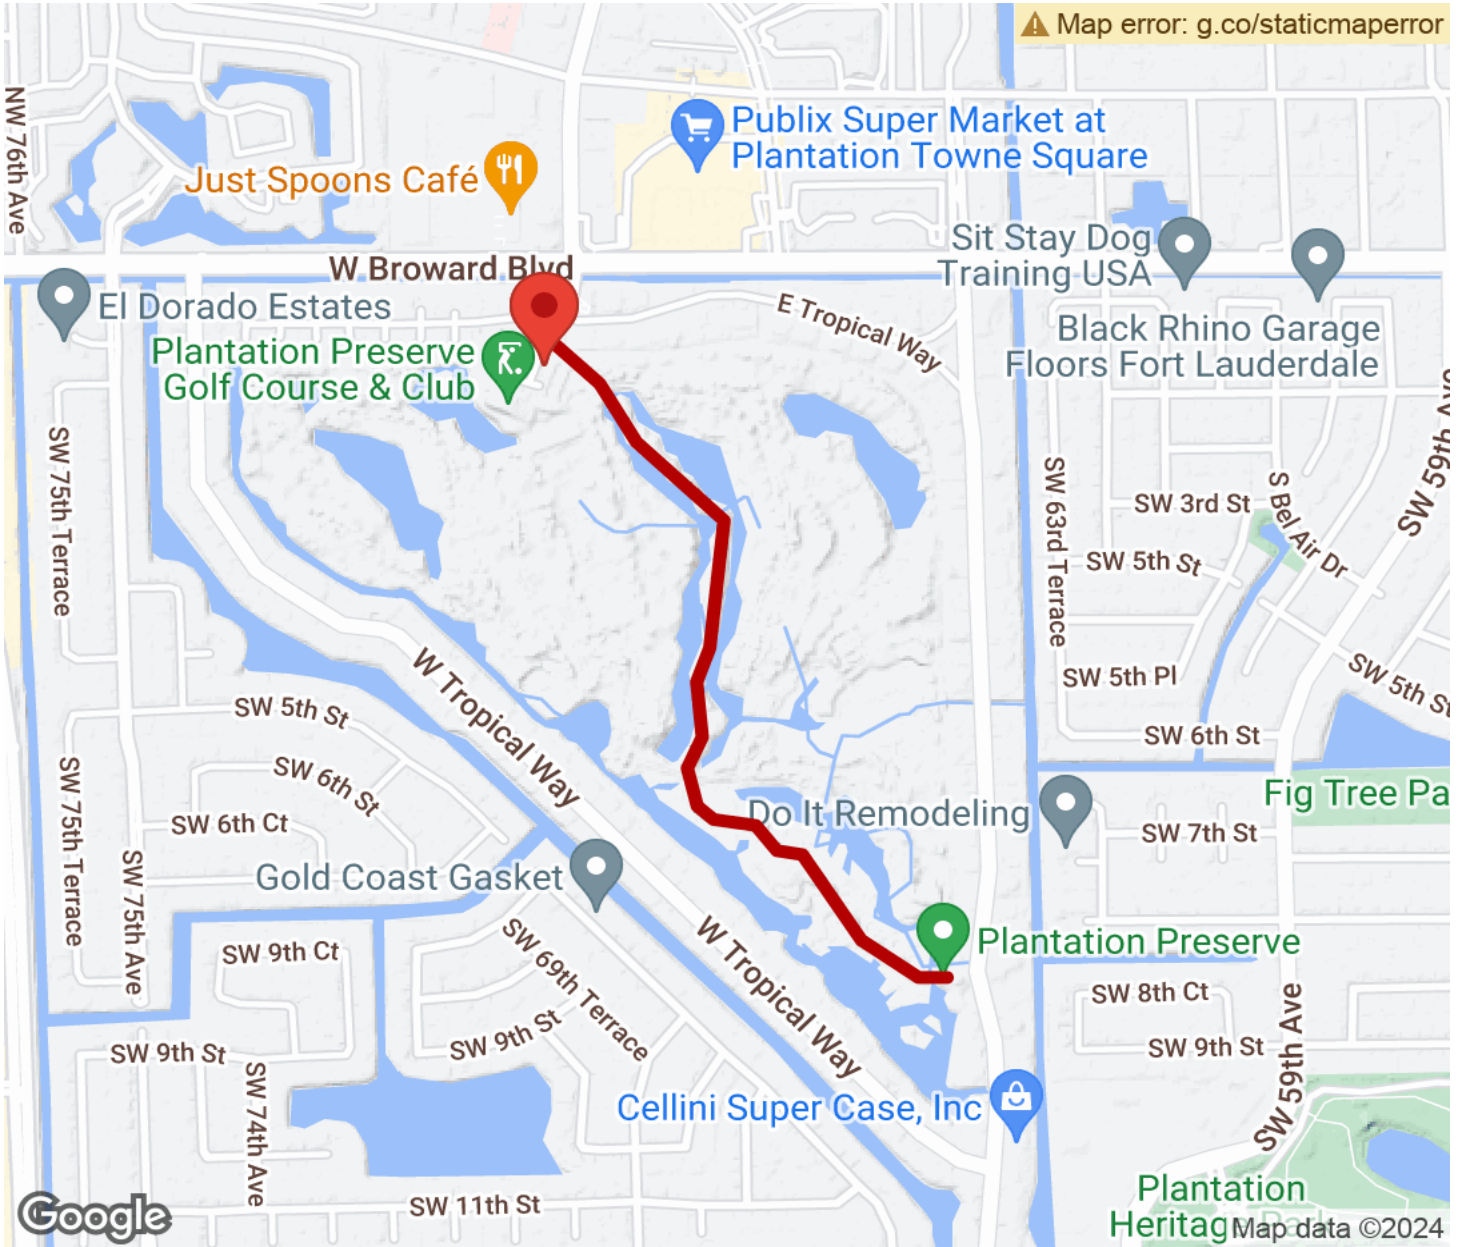 Map error: g.co/staticmaperror
NW 76th Ave
Publix Super Market at
Plantation Towne Square
Just Spoons Café
Sit Stay Dog
Training USA
W Broward Blvd
El Dorado Estates
E Tropical Way
Black Rhino Garage
Floors Fort Lauderdale
Plantation Preserve
Golf Course & Club
SW 59th Ave
SW 75th Terrace
SW 63rd Terrace
SW 3rd St
S Bel Air Dr
SW 59th Ave
SW 5th St
W Tropical Way
SW 5th Pl
SW 5th St
SW 5th St
SW 6th St
SW 75th Terrace
SW 6th St
Fig Tree Pa
SW 6th Ct
Do It Remodeling
SW 7th St
SW 75th Ave
Gold Coast Gasket
SW 9th Ct
SW 69th Terrace
W Tropical Way
Plantation Preserve
SW 8th Ct
SW 9th St
SW 9th St
SW 9th St
SW 59th Ave
SW 74th Ave
Cellini Super Case, Inc
Plantation
Heritage Park
SW 11th St
Google
Map data ©2024